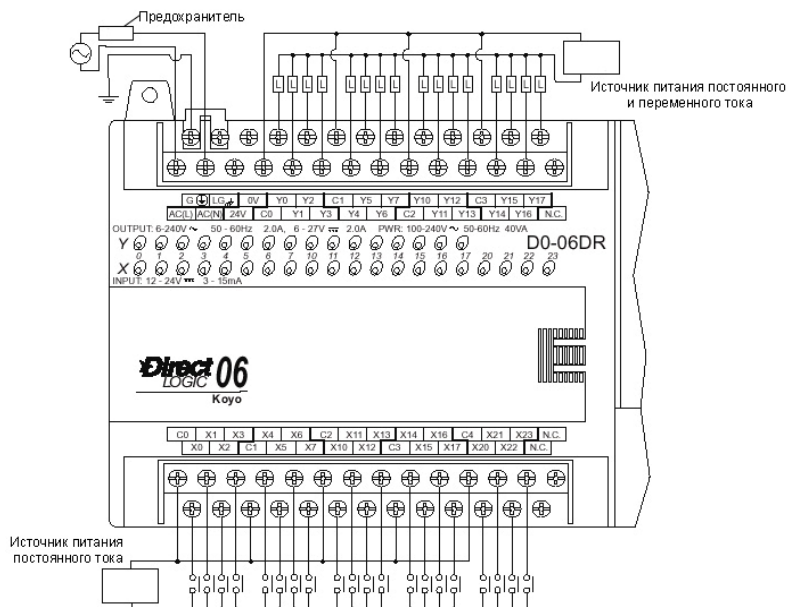 Предохранитель
L L L L L L L L L L L L L L L L
Источник питания постоянного
и переменного тока
G LG 0V Y0 Y2 C1 Y5 Y7 Y10 Y12 C3 Y15 Y17
AC(L) AC(N) 24V C0 Y1 Y3 Y4 Y6 C2 Y11 Y13 Y14 Y16 N.C.
OUTPUT: 6-240V ~ 50 - 60Hz 2.0A, 6 - 27V ⎓ 2.0A PWR: 100-240V ~ 50-60Hz 40VA
Y D0-06DR
0 1 2 3 4 5 6 7 10 11 12 13 14 15 16 17 20 21 22 23
X
INPUT: 12 - 24V ⎓ 3 - 15mA
Direct
LOGIC 06
Koyo
C0 X1 X3 X4 X6 C2 X11 X13 X14 X16 C4 X21 X23 N.C.
X0 X2 C1 X5 X7 X10 X12 C3 X15 X17 X20 X22 N.C.
Источник питания
постоянного тока